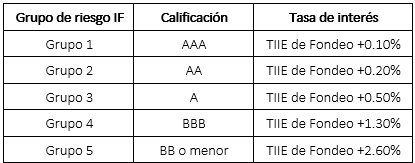 Grupo de riesgo IF Calificación Tasa de interés
Grupo 1 AAA TIIE de Fondeo +0.10%
Grupo 2 AA TIIE de Fondeo +0.20%
Grupo 3 A TIIE de Fondeo +0.50%
Grupo 4 BBB TIIE de Fondeo +1.30%
Grupo 5 BB o menor TIIE de Fondeo +2.60%